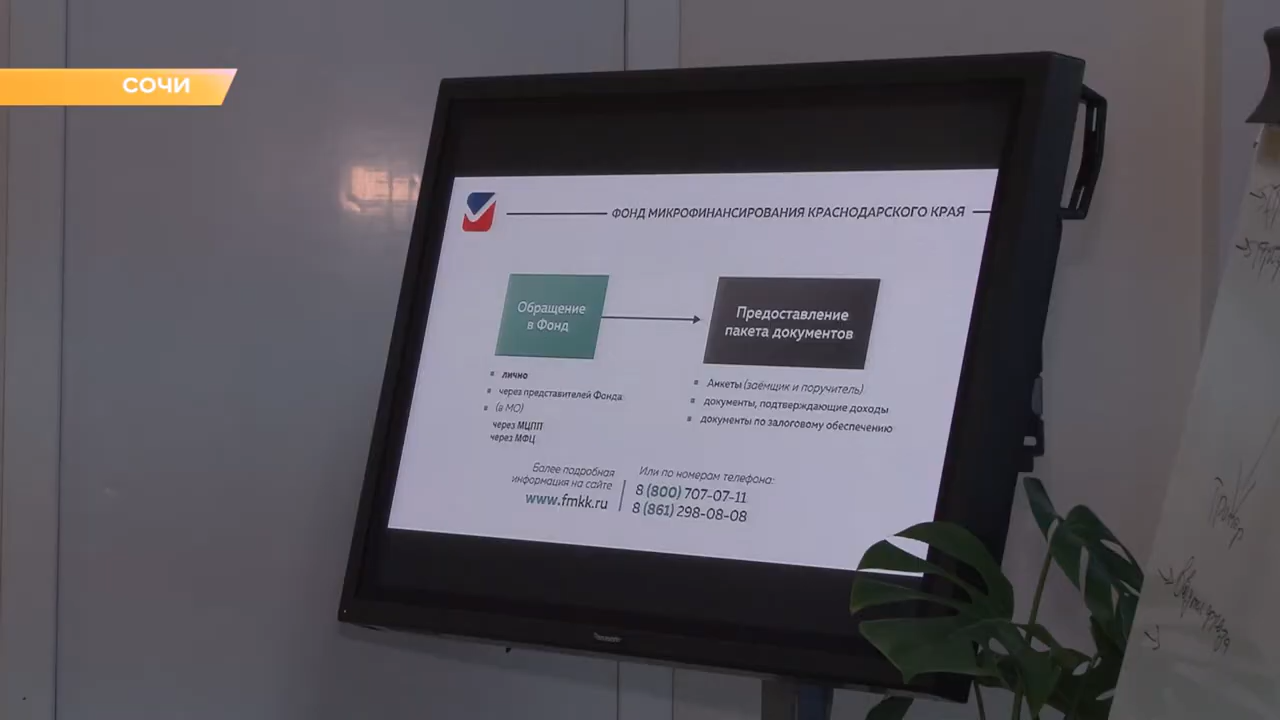 СОЧИ
ФОНД МИКРОФИНАНСИРОВАНИЯ КРАСНОДАРСКОГО КРАЯ
Обращение
в Фонд
Предоставление
пакета документов
лично
через представителей Фонда
(в МО)
через МЦПП
через МФЦ
Анкеты (заёмщик и поручитель)
документы, подтверждающие доходы
документы по залоговому обеспечению
Более подробная
информация на сайте
www.fmkk.ru
Или по номерам телефона:
8 (800) 707-07-11
8 (861) 298-08-08
Panasonic